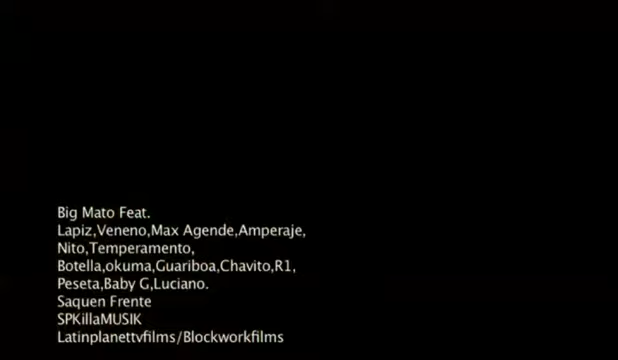 Big Mato Feat.
Lapiz,Veneno,Max Agende,Amperaje,
Nito,Temperamento,
Botella,okuma,Guariboa,Chavito,R1,
Peseta,Baby G,Luciano.
Saquen Frente
SPKillaMUSIK
Latinplanettvfilms/Blockworkfilms